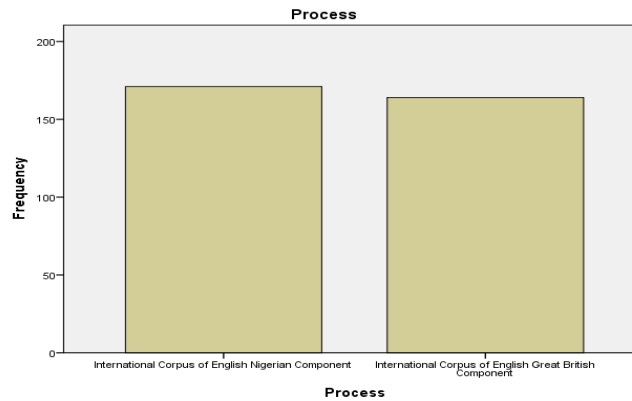 Process
200
150
100
50
0
Frequency
International Corpus of English Nigerian Component
International Corpus of English Great British
Component
Process